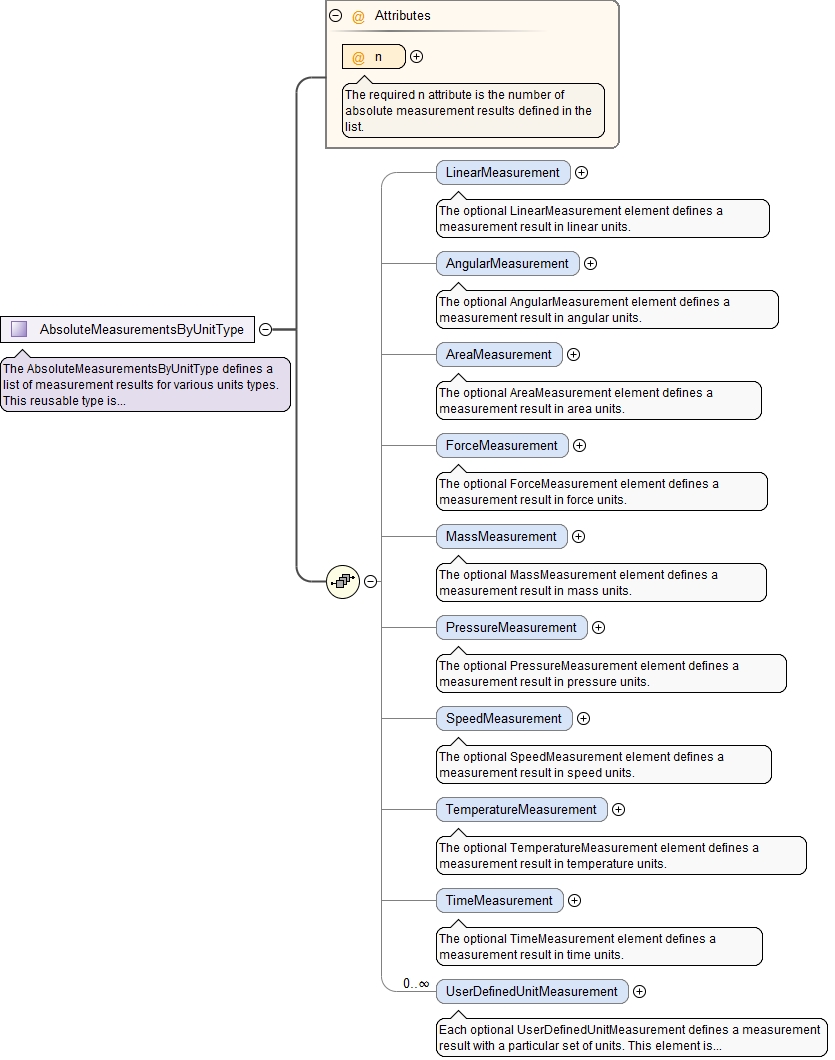 Attributes
@
@ n
The required n attribute is the number of
absolute measurement results defined in the
list.
LinearMeasurement
The optional LinearMeasurement element defines a
measurement result in linear units.
AngularMeasurement
The optional AngularMeasurement element defines a
measurement result in angular units.
AbsoluteMeasurementsByUnitType
The AbsoluteMeasurementsByUnitType defines a
list of measurement results for various units types.
This reusable type is...
AreaMeasurement
The optional AreaMeasurement element defines a
measurement result in area units.
ForceMeasurement
The optional ForceMeasurement element defines a
measurement result in force units.
MassMeasurement
The optional MassMeasurement element defines a
measurement result in mass units.
PressureMeasurement
The optional PressureMeasurement element defines a
measurement result in pressure units.
SpeedMeasurement
The optional SpeedMeasurement element defines a
measurement result in speed units.
TemperatureMeasurement
The optional TemperatureMeasurement element defines a
measurement result in temperature units.
TimeMeasurement
The optional TimeMeasurement element defines a
measurement result in time units.
0..∞
UserDefinedUnitMeasurement
Each optional UserDefinedUnitMeasurement defines a measurement
result with a particular set of units. This element is...